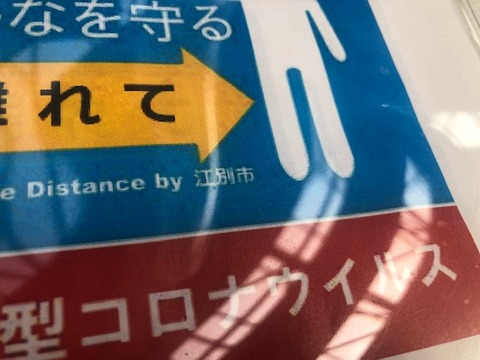 なを守る
離れて
e Distance by 江別市
型コロナウイルス